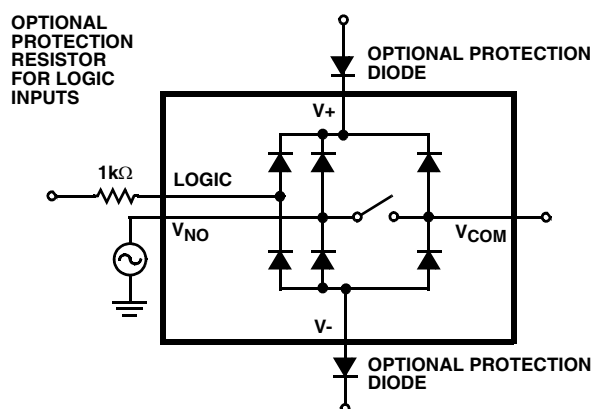 OPTIONAL
PROTECTION
RESISTOR
FOR LOGIC
INPUTS
OPTIONAL PROTECTION
DIODE
V+
1kΩ
LOGIC
VNO
VCOM
V-
OPTIONAL PROTECTION
DIODE